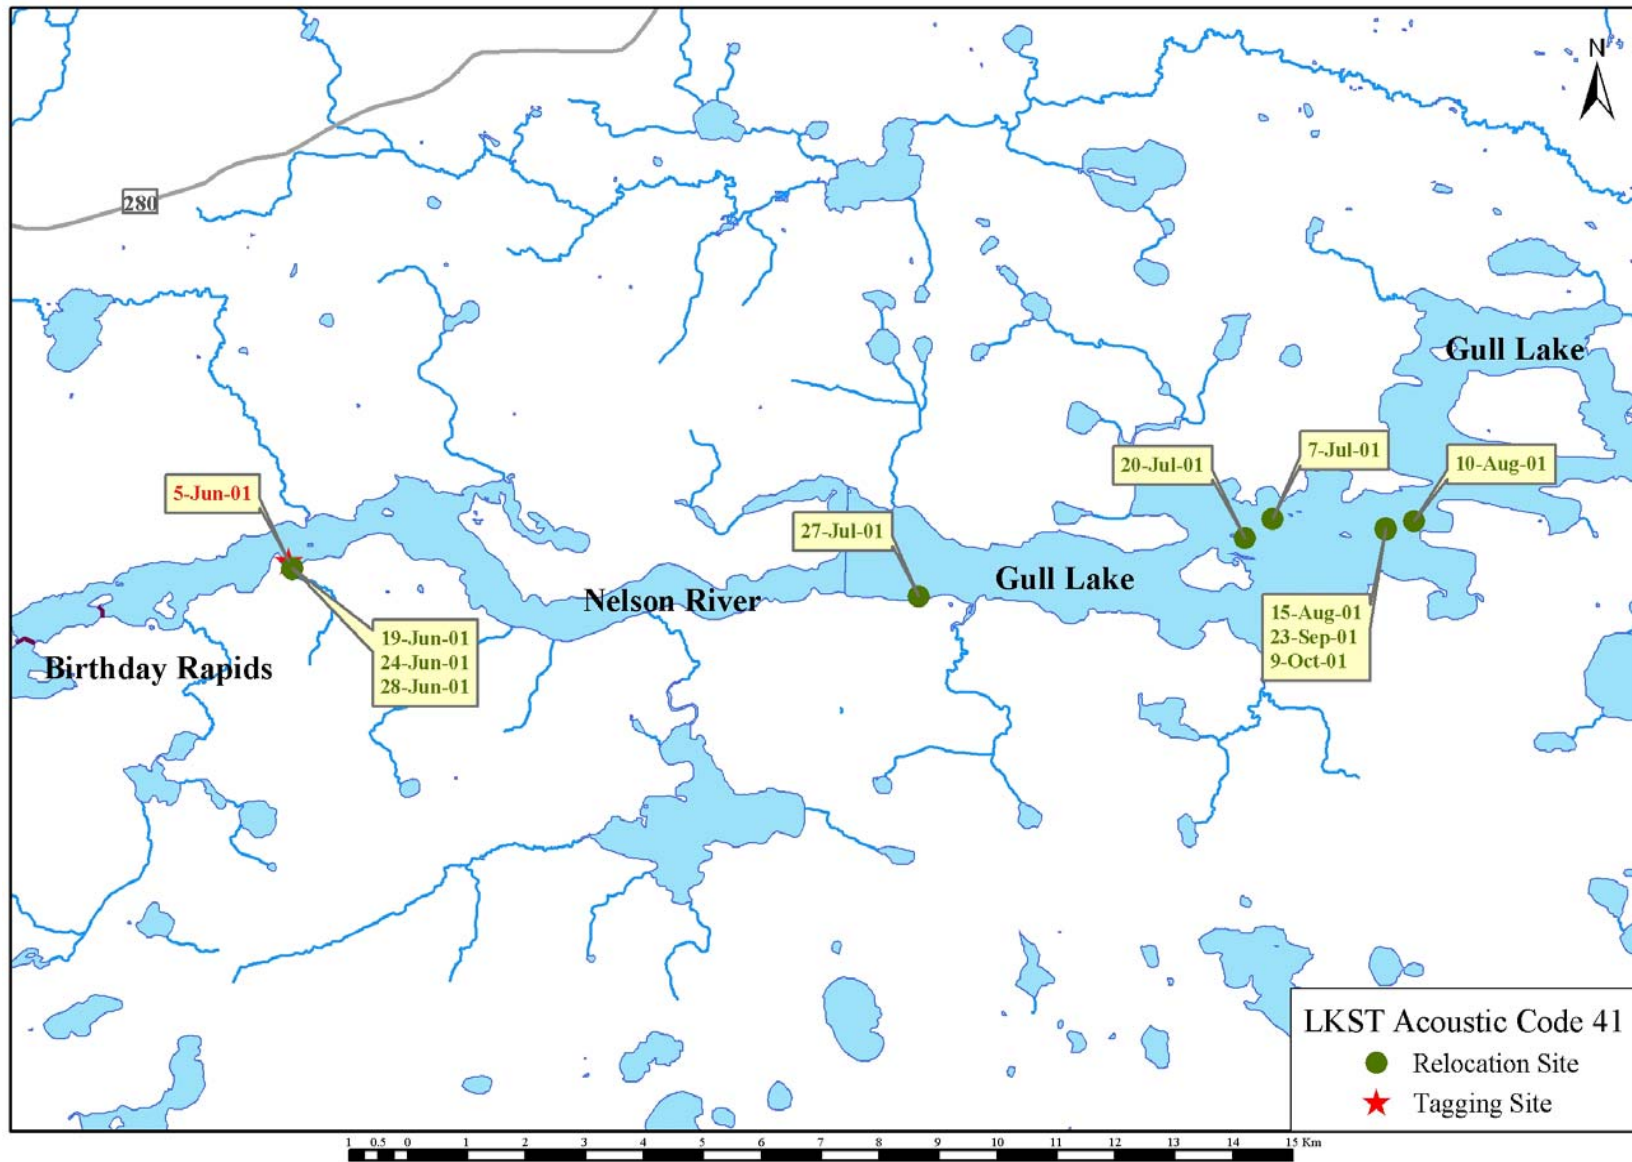 N
280
Gull Lake
7-Jul-01
20-Jul-01
10-Aug-01
5-Jun-01
27-Jul-01
Gull Lake
Nelson River
15-Aug-01
23-Sep-01
9-Oct-01
19-Jun-01
24-Jun-01
28-Jun-01
Birthday Rapids
LKST Acoustic Code 41
Relocation Site
Tagging Site
1 0.5 0 1 2 3 4 5 6 7 8 9 10 11 12 13 14 15 Km